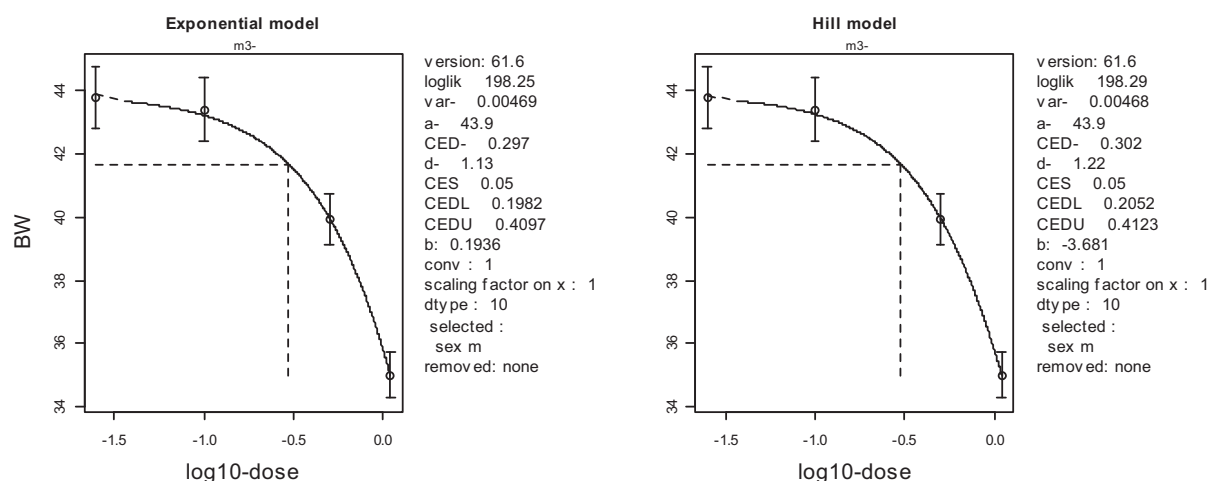 Exponential model
m3-
44
42
40
38
36
34
BW
-1.5 -1.0 -0.5 0.0
log10-dose
version: 61.6
loglik 198.25
var- 0.00469
a- 43.9
CED- 0.297
d- 1.13
CES 0.05
CEDL 0.1982
CEDU 0.4097
b: 0.1936
conv : 1
scaling factor on x : 1
dtype : 10
selected :
sex m
removed: none
Hill model
m3-
44
42
40
38
36
34
-1.5 -1.0 -0.5 0.0
log10-dose
version: 61.6
loglik 198.29
var- 0.00468
a- 43.9
CED- 0.302
d- 1.22
CES 0.05
CEDL 0.2052
CEDU 0.4123
b: -3.681
conv : 1
scaling factor on x : 1
dtype : 10
selected :
sex m
removed: none